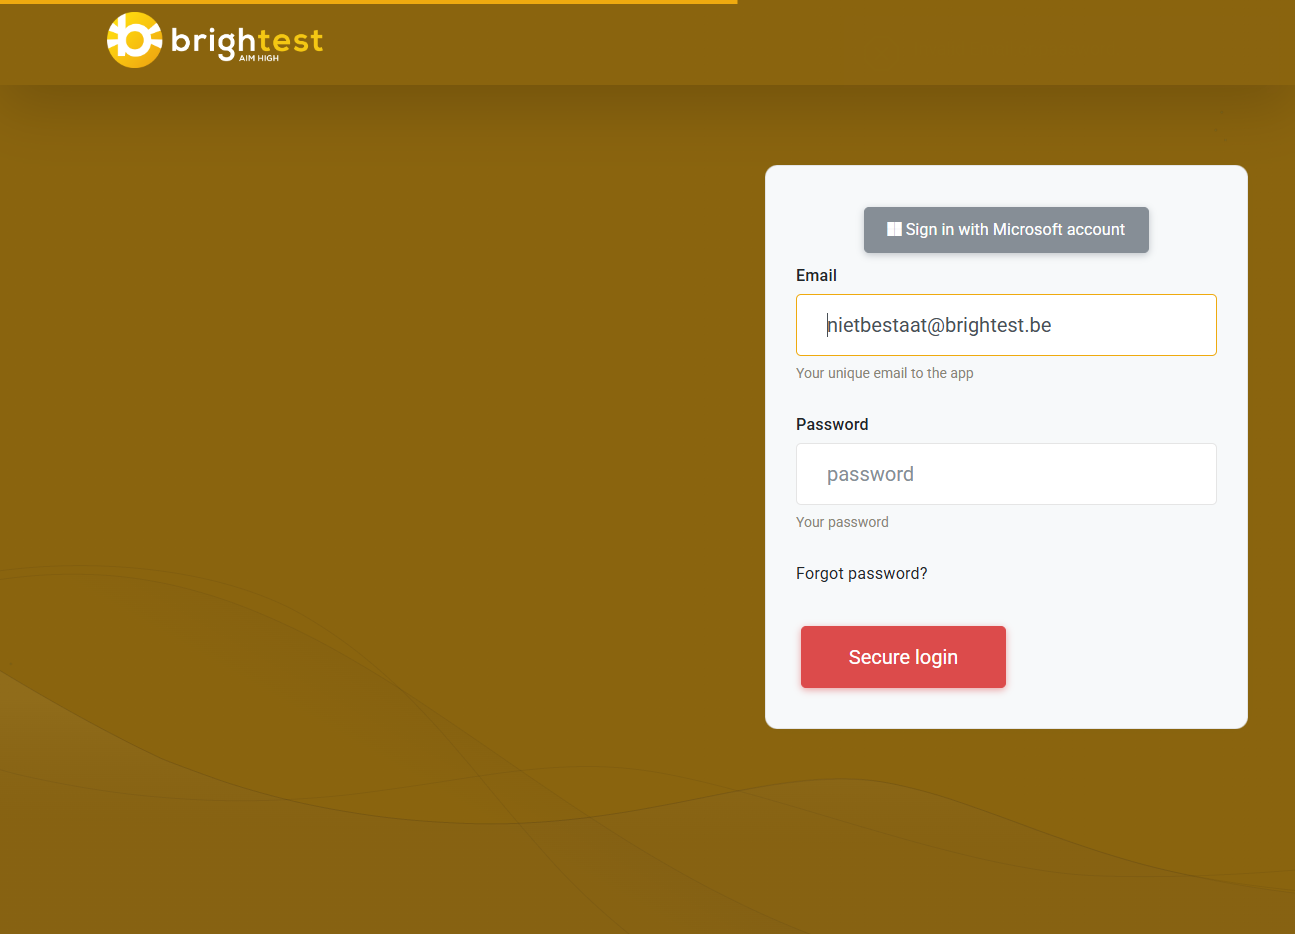 brightest
AIM HIGH
Sign in with Microsoft account
Email
nietbestaat@brightest.be
Your unique email to the app
Password
password
Your password
Forgot password?
Secure login